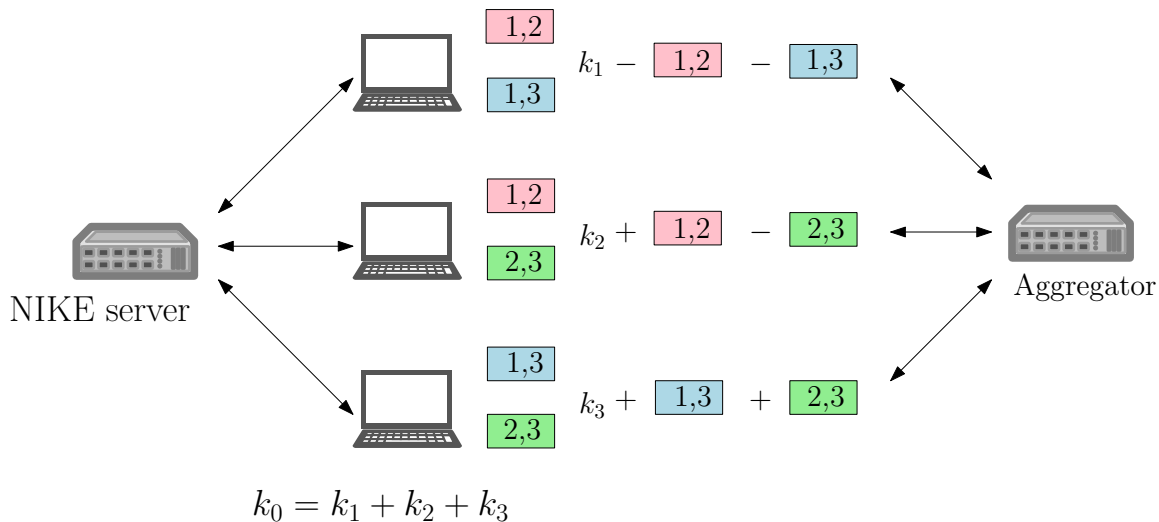 1,2
1,3
k₁ − 1,2 − 1,3
1,2
2,3
k₂ + 1,2 − 2,3
NIKE server
Aggregator
1,3
2,3
k₃ + 1,3 + 2,3
k₀ = k₁ + k₂ + k₃